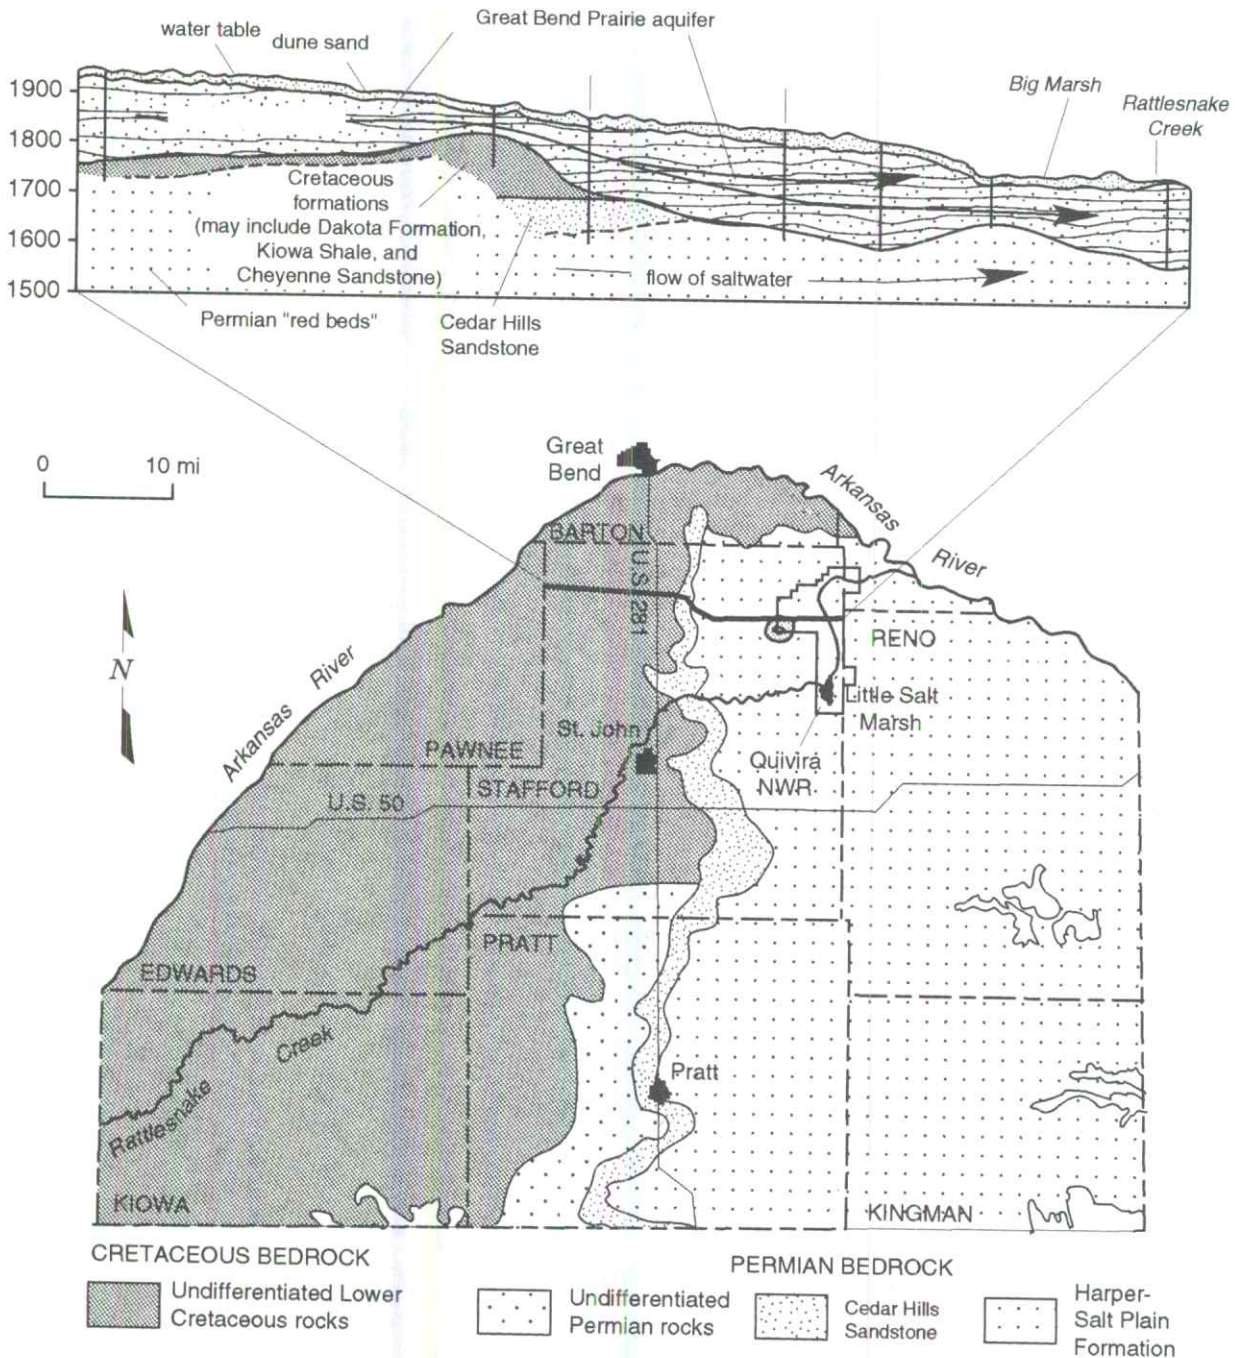 Great Bend Prairie aquifer
water table
dune sand
Big Marsh
Rattlesnake
Creek
1900
1800
1700
1600
1500
Cretaceous
formations
(may include Dakota Formation,
Kiowa Shale, and
Cheyenne Sandstone)
flow of saltwater
Permian "red beds"
Cedar Hills
Sandstone
0 10 mi
Great
Bend
Arkansas
River
BARTON
U.S. 281
N
RENO
Arkansas
River
Little Salt
Marsh
St. John
PAWNEE
STAFFORD
Quivira
NWR
U.S. 50
PRATT
EDWARDS
Rattlesnake
Creek
Pratt
KIOWA
KINGMAN
CRETACEOUS BEDROCK
Undifferentiated Lower
Cretaceous rocks
PERMIAN BEDROCK
Undifferentiated
Permian rocks
Cedar Hills
Sandstone
Harper-
Salt Plain
Formation